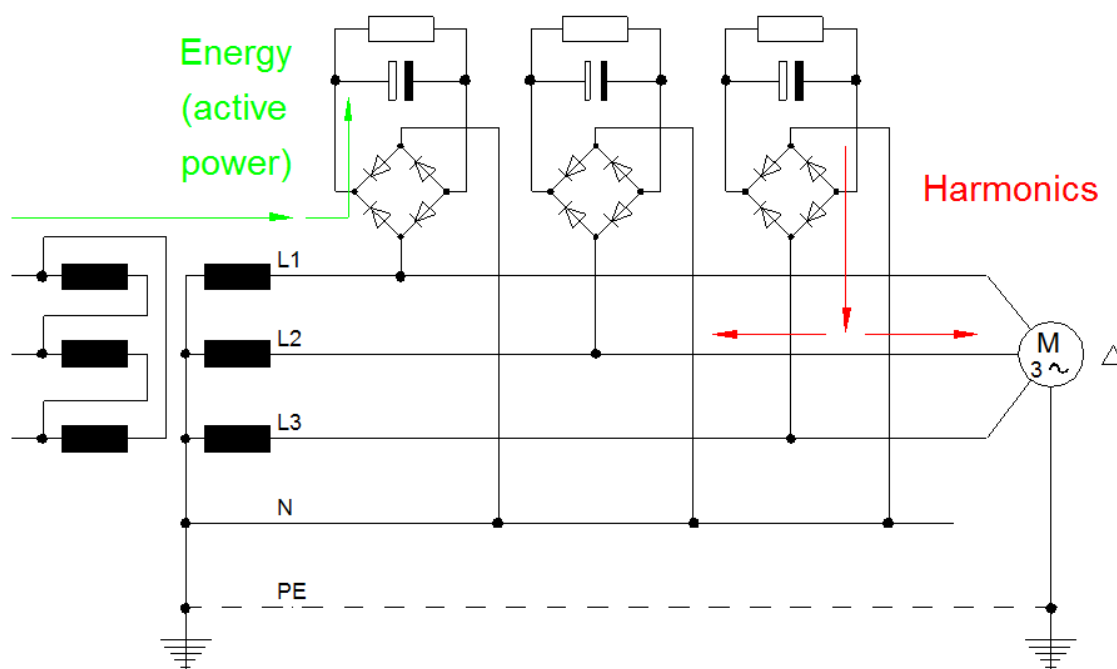 Energy
(active
power)
Harmonics
L1
L2
M
3 ~
△
L3
N
PE